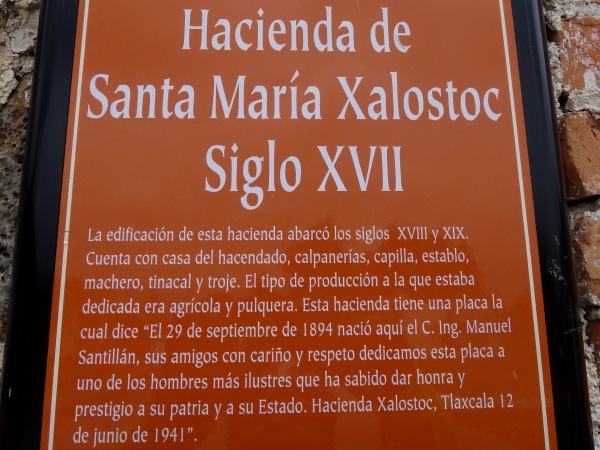 Hacienda de
Santa María Xalostoc
Siglo XVII
La edificación de esta hacienda abarcó los siglos XVIII y XIX.
Cuenta con casa del hacendado, calpanerías, capilla, establo,
machero, tinacal y troje. El tipo de producción a la que estaba
dedicada era agrícola y pulquera. Esta hacienda tiene una placa la
cual dice “El 29 de septiembre de 1894 nació aquí el C. Ing. Manuel
Santillán, sus amigos con cariño y respeto dedicamos esta placa a
uno de los hombres más ilustres que ha sabido dar honra y
prestigio a su patria y a su Estado. Hacienda Xalostoc, Tlaxcala 12
de junio de 1941”.